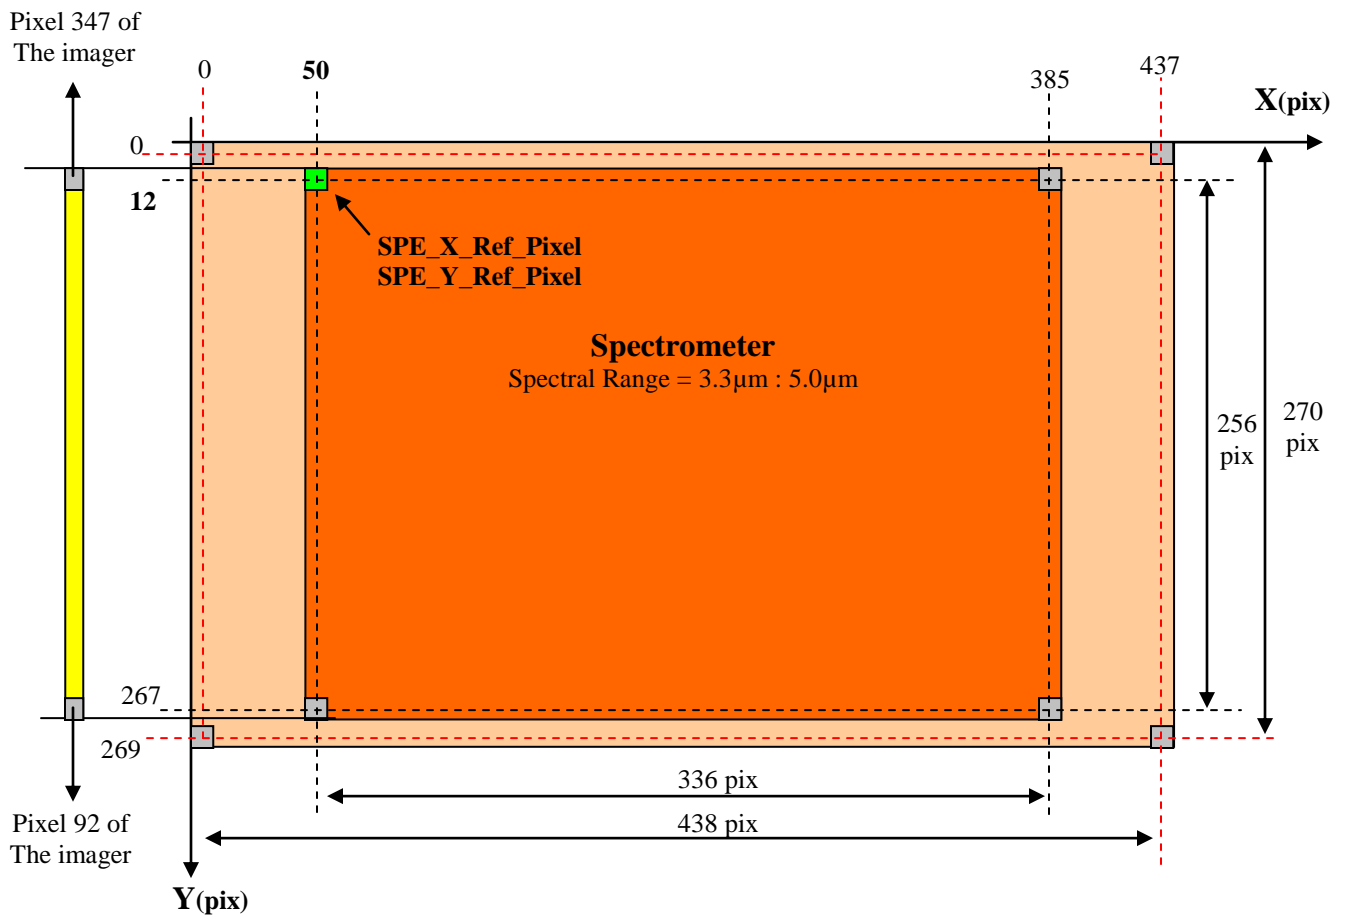 Pixel 347 of
The imager
0
50
385
437
X(pix)
0
12
SPE_X_Ref_Pixel
SPE_Y_Ref_Pixel
Spectrometer
Spectral Range = 3.3µm : 5.0µm
256
pix
270
pix
267
269
336 pix
438 pix
Pixel 92 of
The imager
Y(pix)